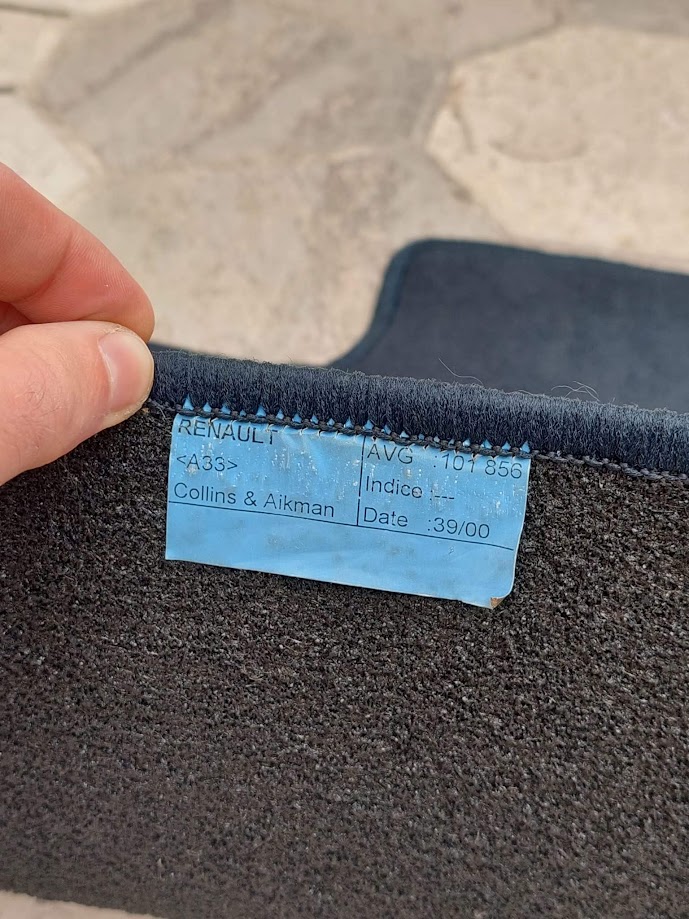 RENAULT
<A33>
Collins & Aikman
AVG :101 856
Indice :---
Date :39/00